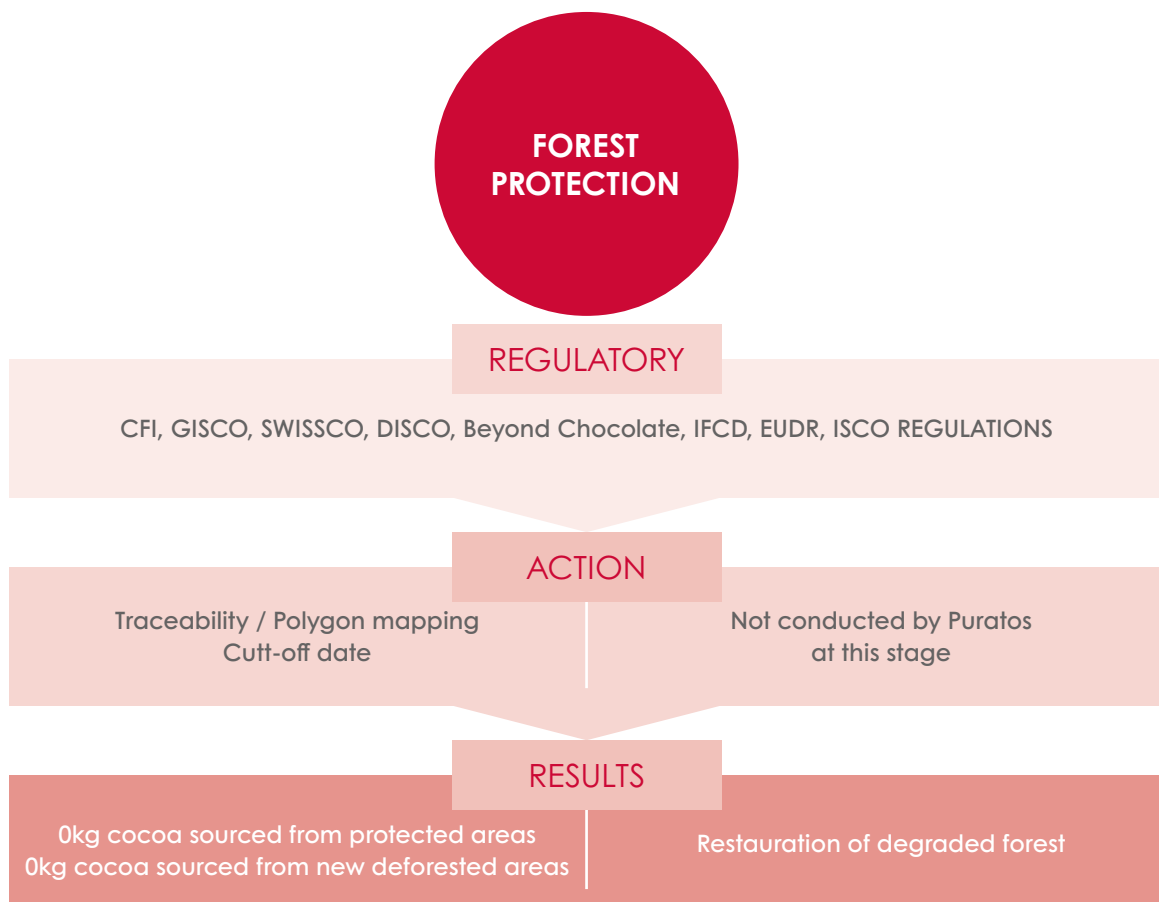 FOREST
PROTECTION
REGULATORY
CFI, GISCO, SWISSCO, DISCO, Beyond Chocolate, IFCD, EUDR, ISCO REGULATIONS
ACTION
Traceability / Polygon mapping
Cutt-off date
Not conducted by Puratos
at this stage
RESULTS
0kg cocoa sourced from protected areas
0kg cocoa sourced from new deforested areas
Restauration of degraded forest